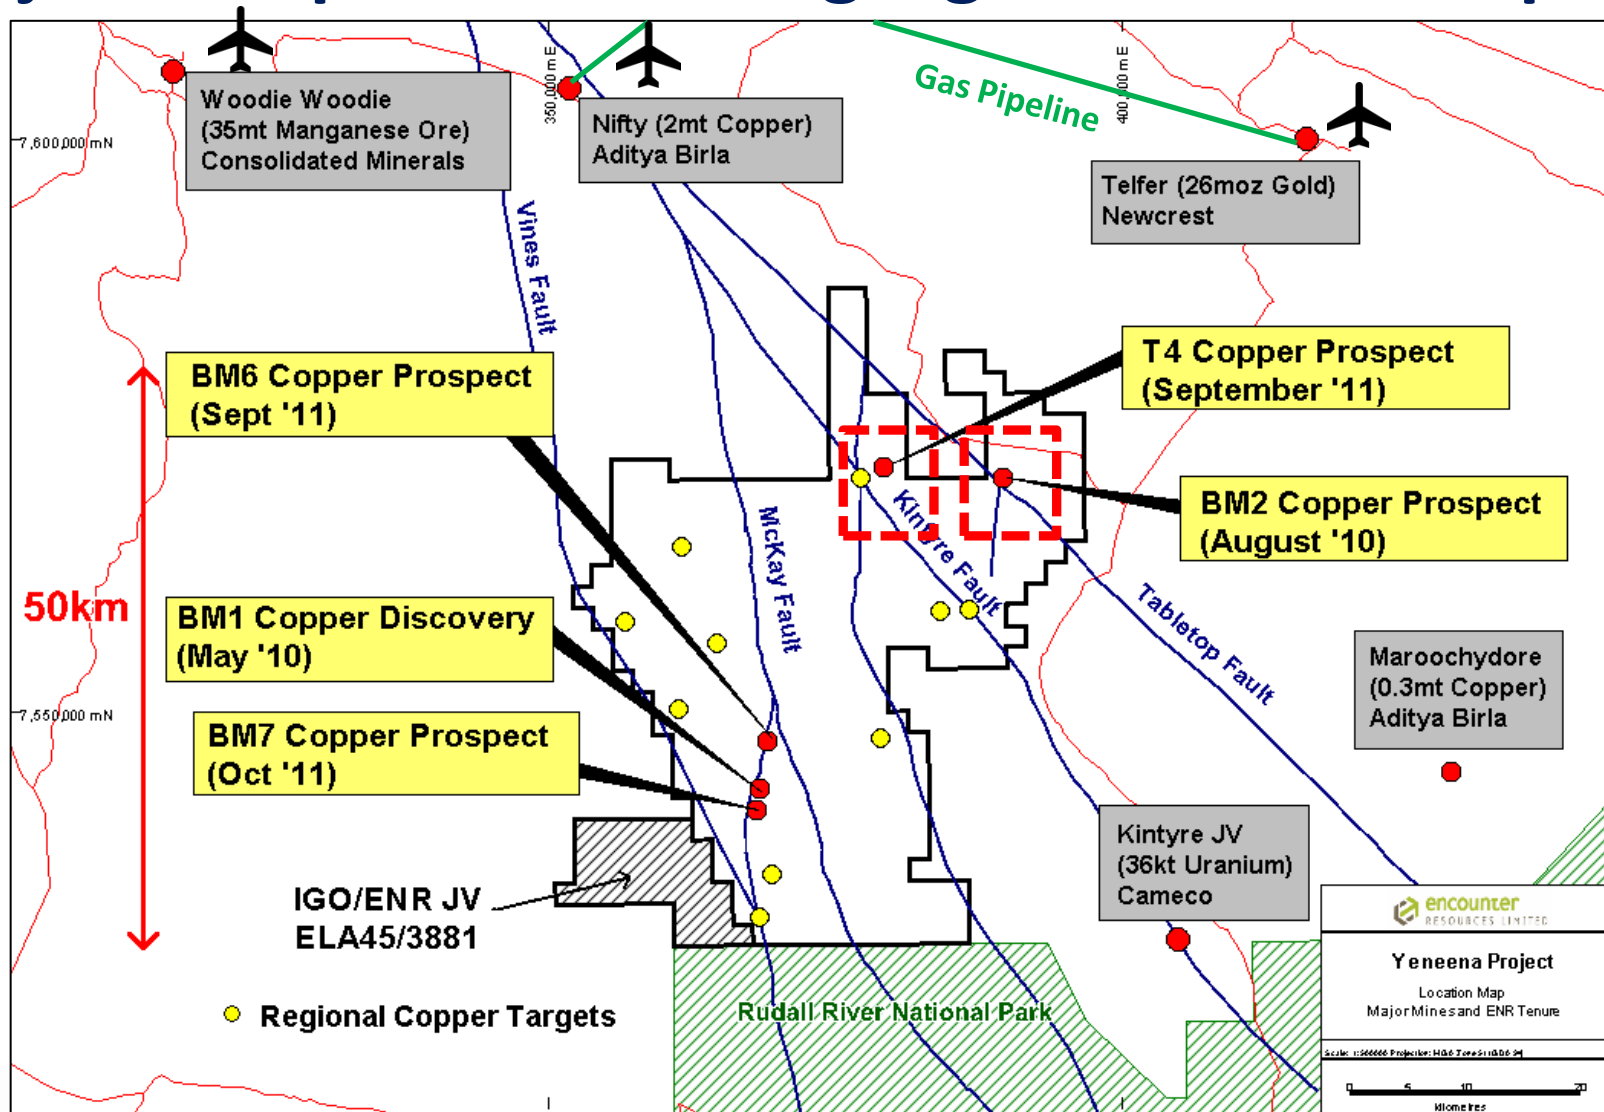 Gas Pipeline
350,000 mE
400,000 mE
7,600,000 mN
7,550,000 mN
Woodie Woodie
(35mt Manganese Ore)
Consolidated Minerals
Nifty (2mt Copper)
Aditya Birla
Telfer (26moz Gold)
Newcrest
Vines Fault
BM6 Copper Prospect
(Sept '11)
T4 Copper Prospect
(September '11)
BM2 Copper Prospect
(August '10)
McKay Fault
Kintyre Fault
Tabletop Fault
50km
BM1 Copper Discovery
(May '10)
Maroochydore
(0.3mt Copper)
Aditya Birla
BM7 Copper Prospect
(Oct '11)
Kintyre JV
(36kt Uranium)
Cameco
IGO/ENR JV
ELA45/3881
Regional Copper Targets
Rudall River National Park
encounter
RESOURCES LIMITED
Yeneena Project
Location Map
Major Mines and ENR Tenure
0 5 10 20
kilometres